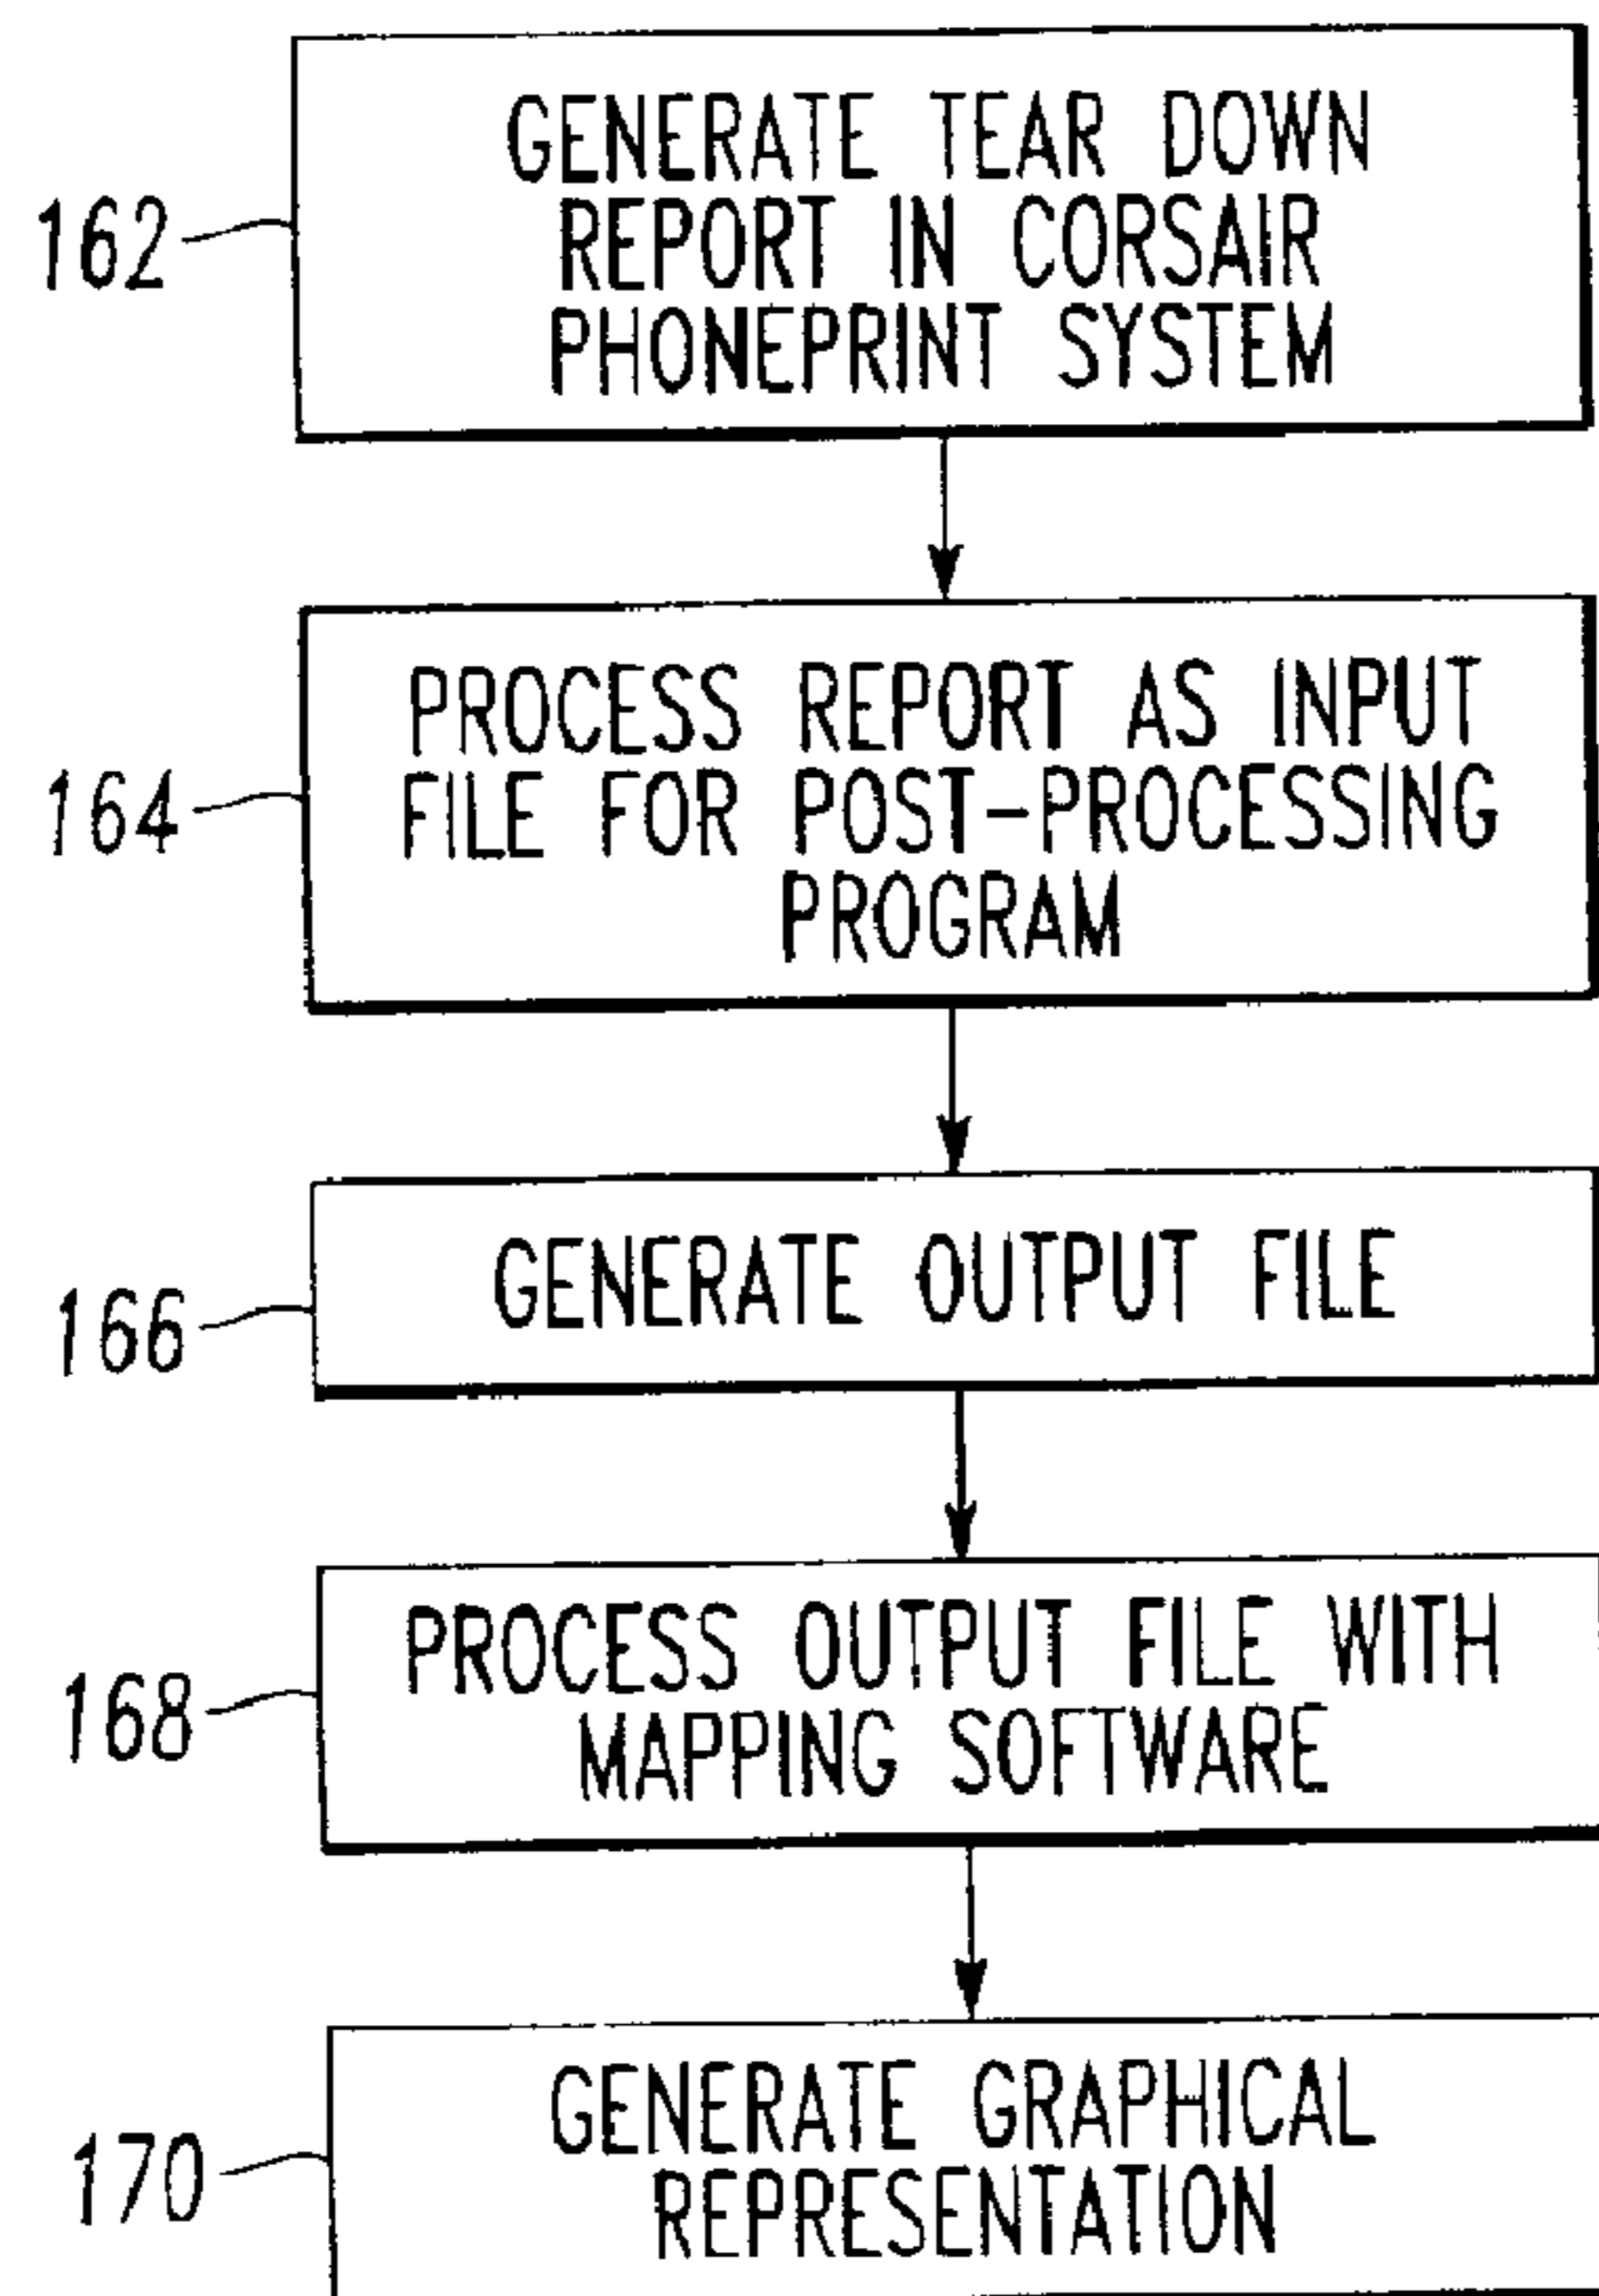 GENERATE TEAR DOWN
REPORT IN CORSAIR
PHONEPRINT SYSTEM
162
PROCESS REPORT AS INPUT
FILE FOR POST-PROCESSING
PROGRAM
164
GENERATE OUTPUT FILE
166
PROCESS OUTPUT FILE WITH
MAPPING SOFTWARE
168
GENERATE GRAPHICAL
REPRESENTATION
170